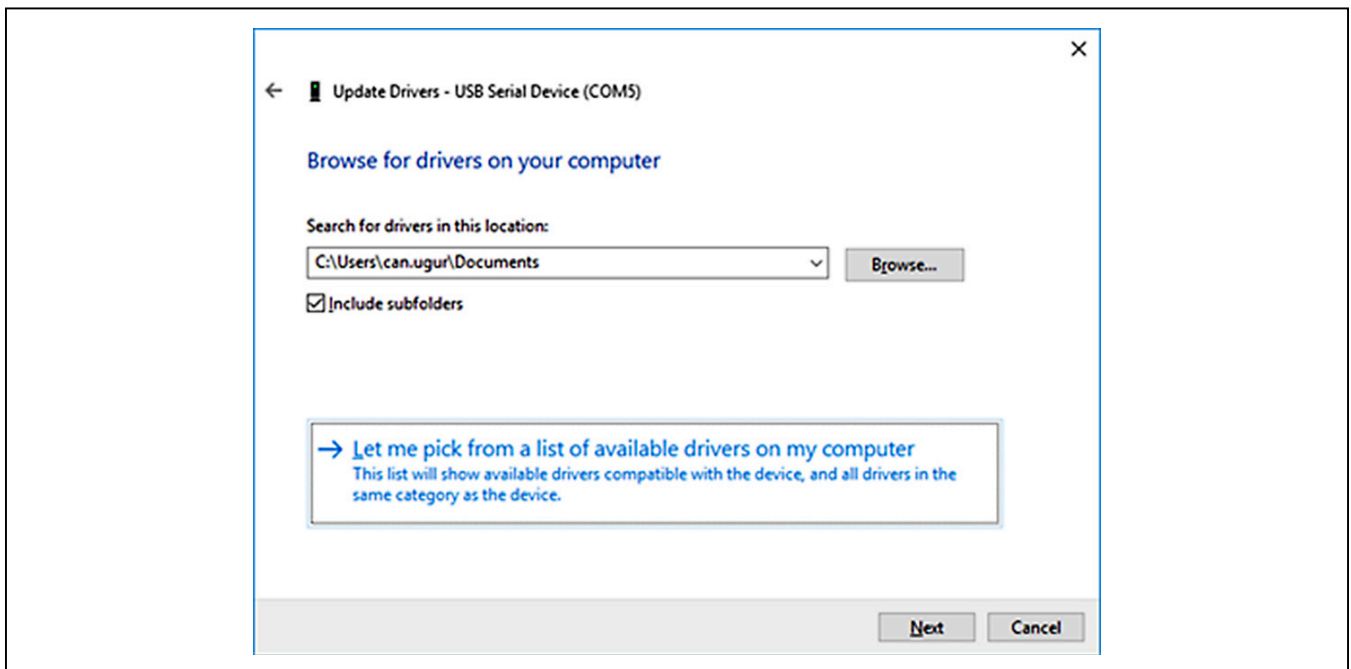 Update Drivers - USB Serial Device (COM5)
Browse for drivers on your computer
Search for drivers in this location:
C:\Users\can.ugur\Documents
Browse...
Include subfolders
Let me pick from a list of available drivers on my computer
This list will show available drivers compatible with the device, and all drivers in the
same category as the device.
Next
Cancel